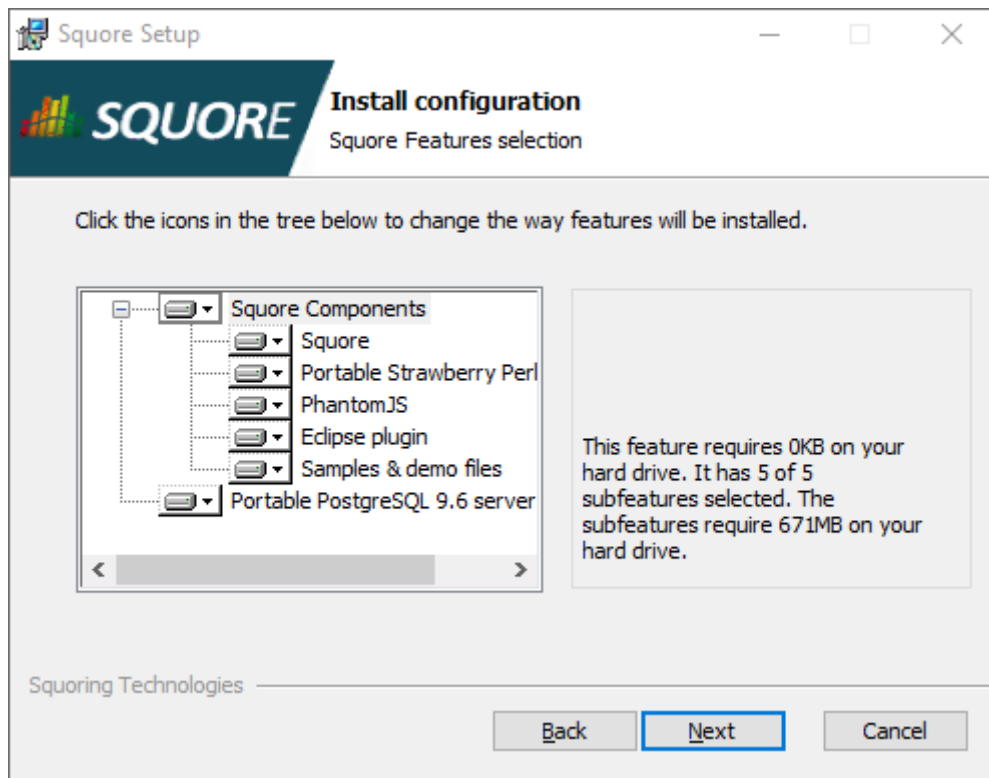 Squore Setup
SQUORE
Install configuration
Squore Features selection
Click the icons in the tree below to change the way features will be installed.
Squore Components
Squore
Portable Strawberry Perl
PhantomJS
Eclipse plugin
Samples & demo files
Portable PostgreSQL 9.6 server
This feature requires 0KB on your
hard drive. It has 5 of 5
subfeatures selected. The
subfeatures require 671MB on your
hard drive.
Squoring Technologies
Back
Next
Cancel